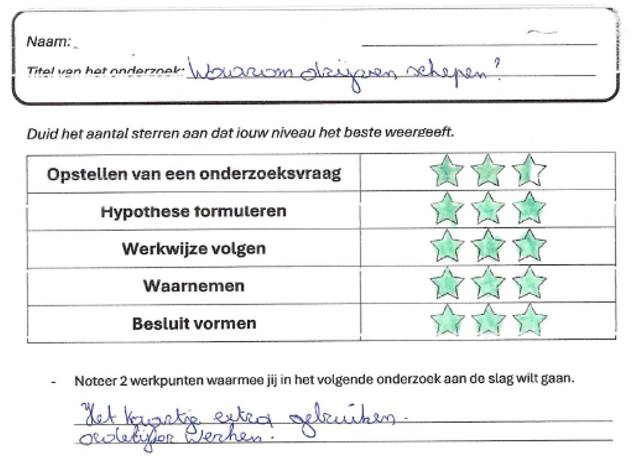 Naam:
Titel van het onderzoek: Waarom drijven schepen?
Duid het aantal sterren aan dat jouw niveau het beste weergeeft.
Opstellen van een onderzoeksvraag
Hypothese formuleren
Werkwijze volgen
Waarnemen
Besluit vormen
- Noteer 2 werkpunten waarmee jij in het volgende onderzoek aan de slag wilt gaan.
Het kwartje extra gebruiken.
ordelijker werken.